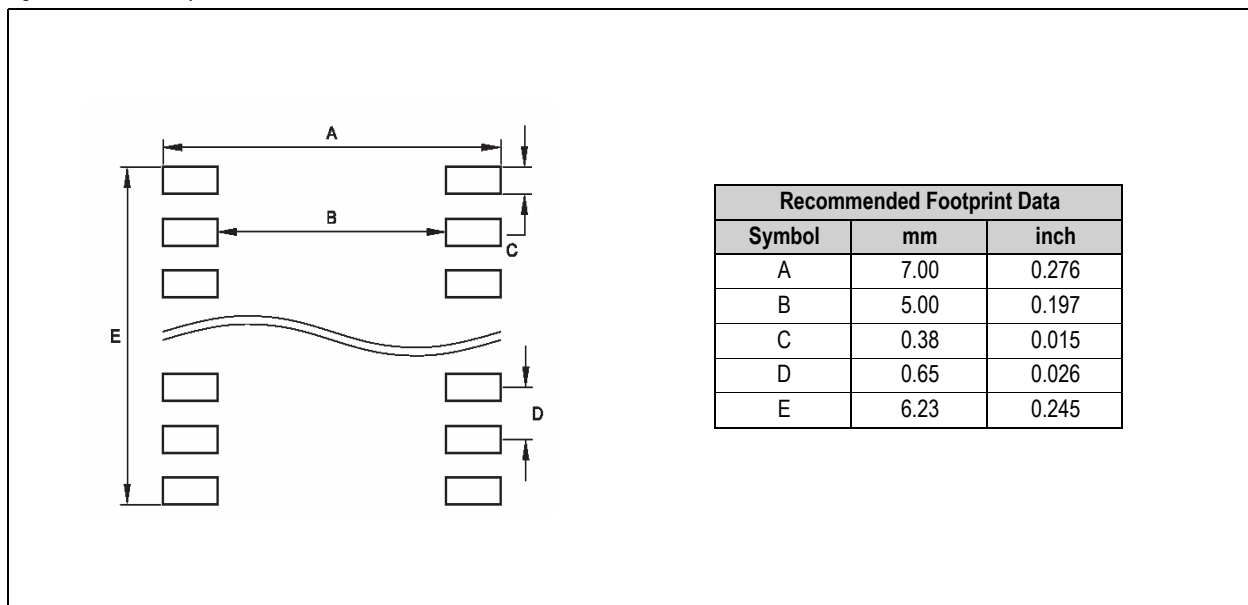 A
B
C
E
D
Recommended Footprint Data
Symbol mm inch
A 7.00 0.276
B 5.00 0.197
C 0.38 0.015
D 0.65 0.026
E 6.23 0.245